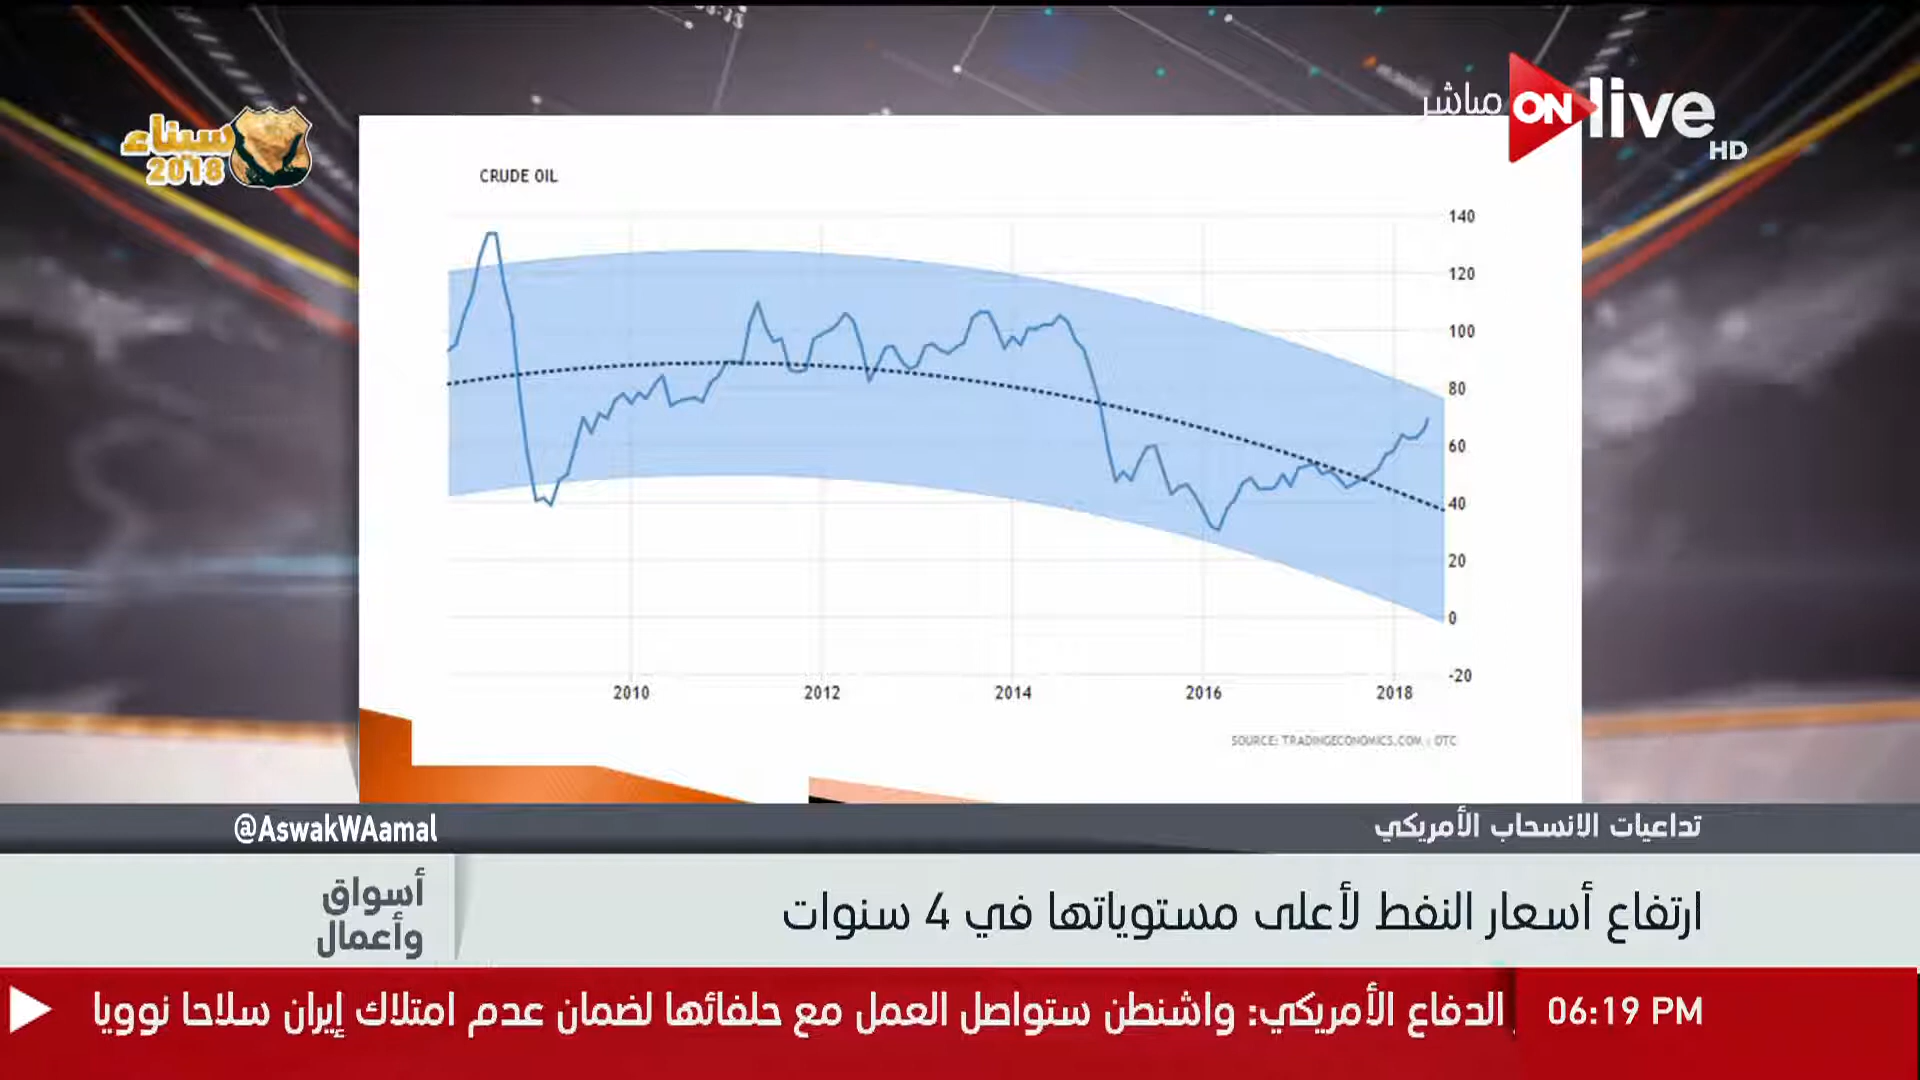 مباشر ON live
HD
سيناء
2018
CRUDE OIL
140
120
100
80
60
40
20
0
-20
2010 2012 2014 2016 2018
SOURCE: TRADINGECONOMICS.COM | OTC
تداعيات الانسحاب الأمريكي
@AswakWAamal
ارتفاع أسعار النفط لأعلى مستوياتها في 4 سنوات
أسواق
وأعمال
06:19 PM
الدفاع الأمريكي: واشنطن ستواصل العمل مع حلفائها لضمان عدم امتلاك إيران سلاحا نوويا